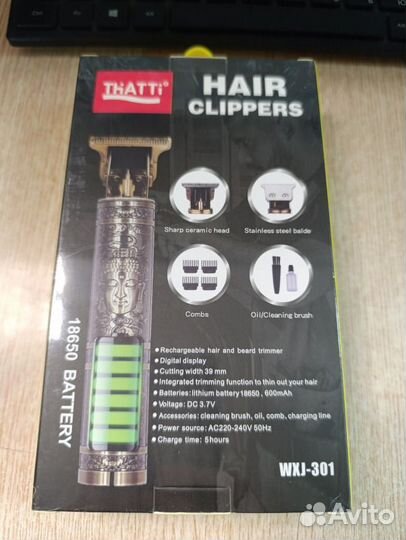 THATTi®
HAIR
CLIPPERS
Sharp ceramic head
Stainless steel balde
Combs
Oil/Cleaning brush
18650 BATTERY
• Rechargeable hair and beard trimmer
• Digital display
• Cutting width 39 mm
• Integrated trimming function to thin out your hair
• Batteries: lithium battery 18650 , 600mAh
• Voltage: DC 3.7V
• Accessories: cleaning brush, oil, comb, charging line
• Power source: AC220-240V 50Hz
• Charge time: 5hours
WXJ-301
Avito